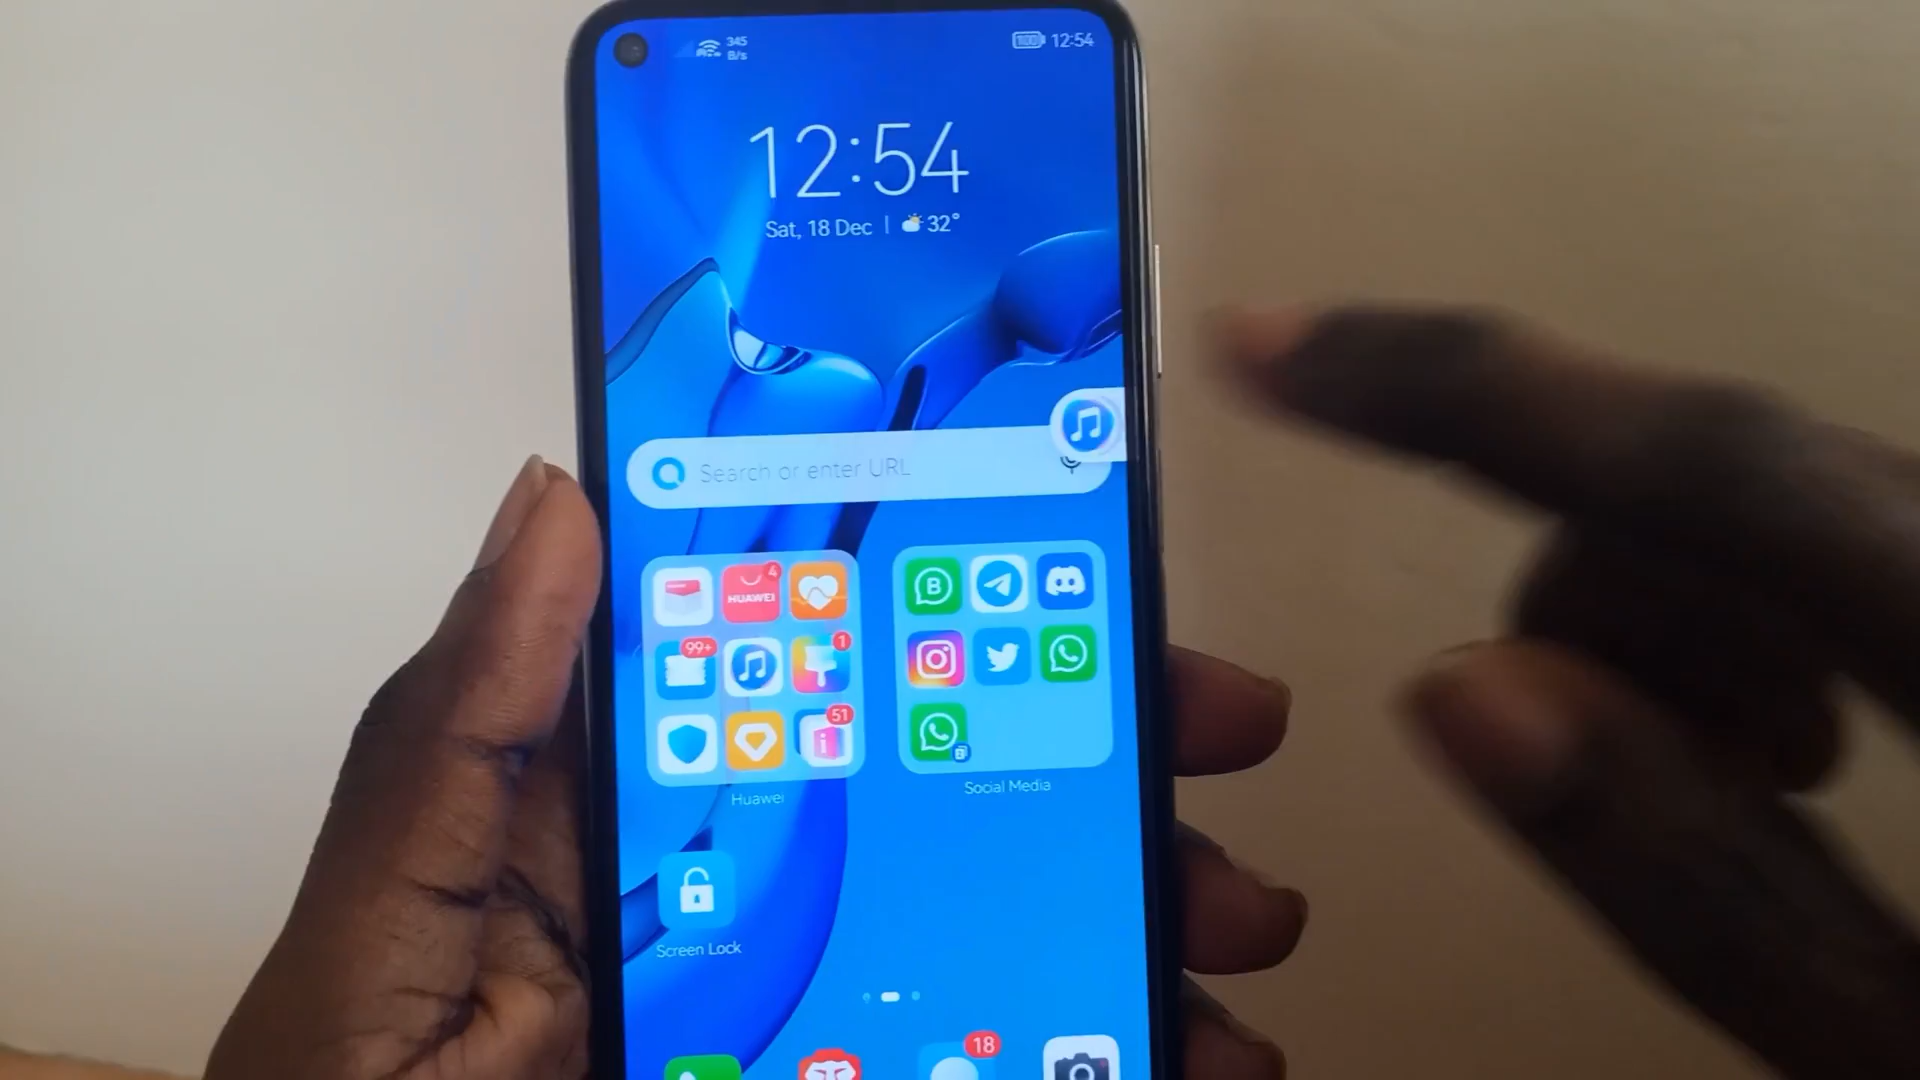 345
B/s
100
12:54
12:54
Sat, 18 Dec | 32°
Search or enter URL
4
HUAWEI
99+
1
51
B
Huawei
Social Media
Screen Lock
18